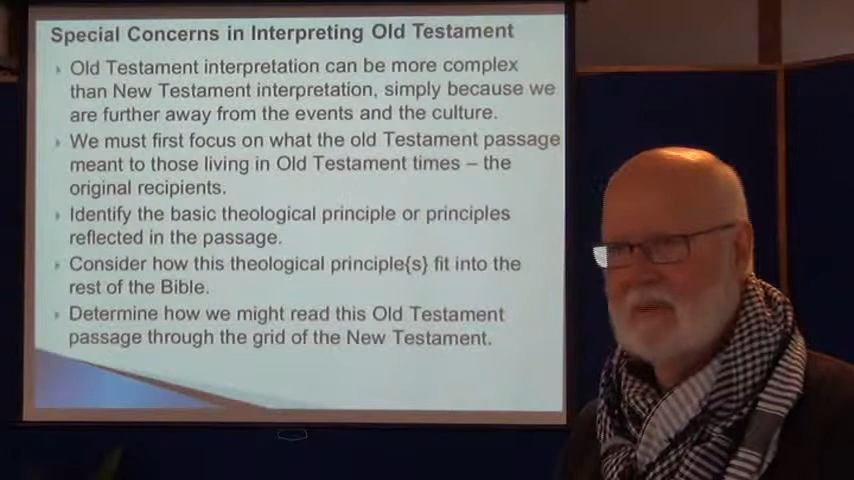 Special Concerns in Interpreting Old Testament
Old Testament interpretation can be more complex
than New Testament interpretation, simply because we
are further away from the events and the culture.
We must first focus on what the old Testament passage
meant to those living in Old Testament times – the
original recipients.
Identify the basic theological principle or principles
reflected in the passage.
Consider how this theological principle{s} fit into the
rest of the Bible.
Determine how we might read this Old Testament
passage through the grid of the New Testament.